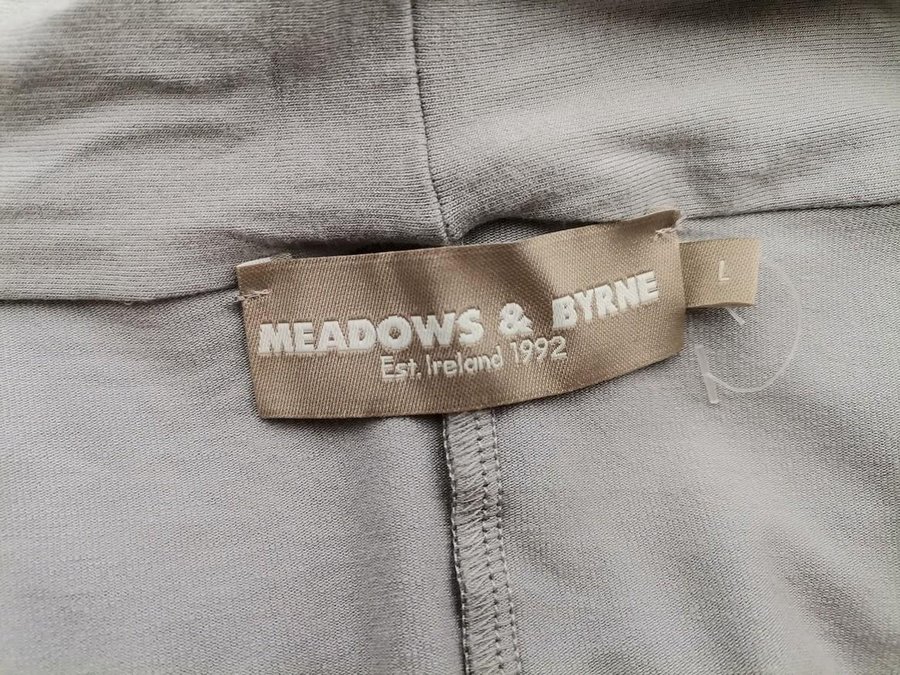 MEADOWS & BYRNE
Est. Ireland 1992
L